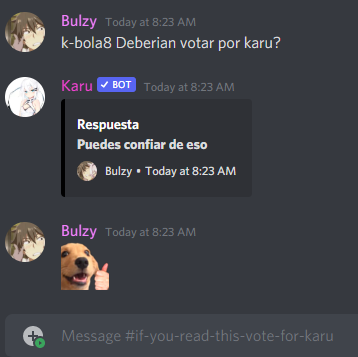 Bulzy Today at 8:23 AM
k-bola8 Deberian votar por karu?
Karu BOT Today at 8:23 AM
Respuesta
Puedes confiar de eso
Bulzy • Today at 8:23 AM
Bulzy Today at 8:23 AM
Message #if-you-read-this-vote-for-karu